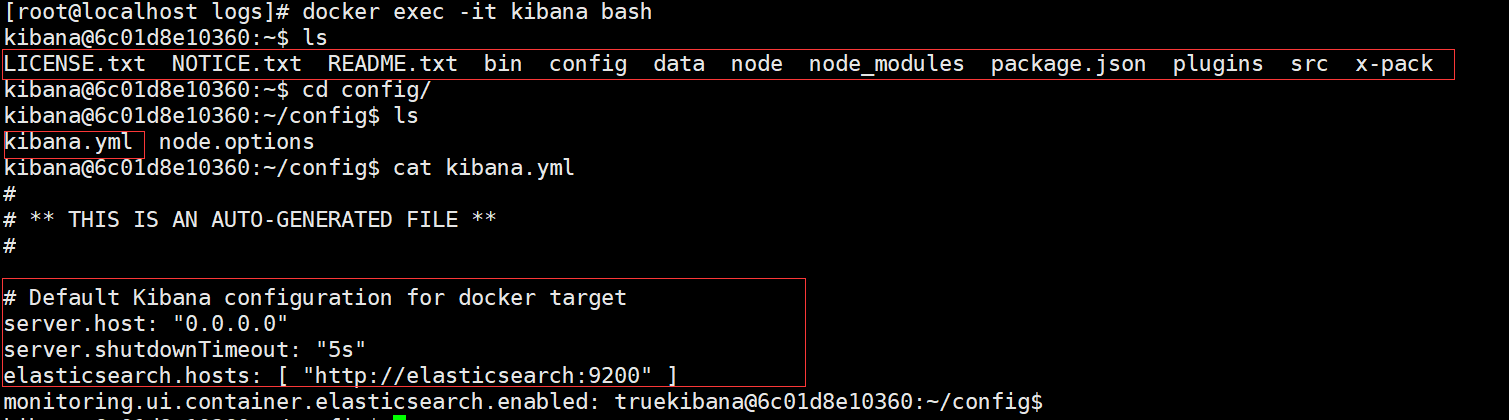 [root@localhost logs]# docker exec -it kibana bash
kibana@6c01d8e10360:~$ ls
LICENSE.txt  NOTICE.txt  README.txt  bin  config  data  node  node_modules  package.json  plugins  src  x-pack
kibana@6c01d8e10360:~$ cd config/
kibana@6c01d8e10360:~/config$ ls
kibana.yml  node.options
kibana@6c01d8e10360:~/config$ cat kibana.yml
#
# ** THIS IS AN AUTO-GENERATED FILE **
#

# Default Kibana configuration for docker target
server.host: "0.0.0.0"
server.shutdownTimeout: "5s"
elasticsearch.hosts: [ "http://elasticsearch:9200" ]
monitoring.ui.container.elasticsearch.enabled: truekibana@6c01d8e10360:~/config$